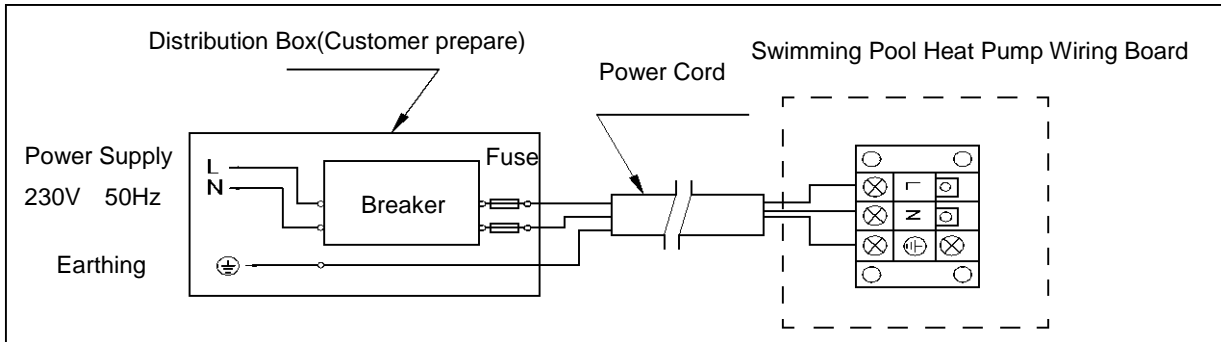 Distribution Box(Customer prepare)
Swimming Pool Heat Pump Wiring Board
Power Cord
Power Supply
230V 50Hz
L
N
Fuse
Breaker
Earthing
L
N